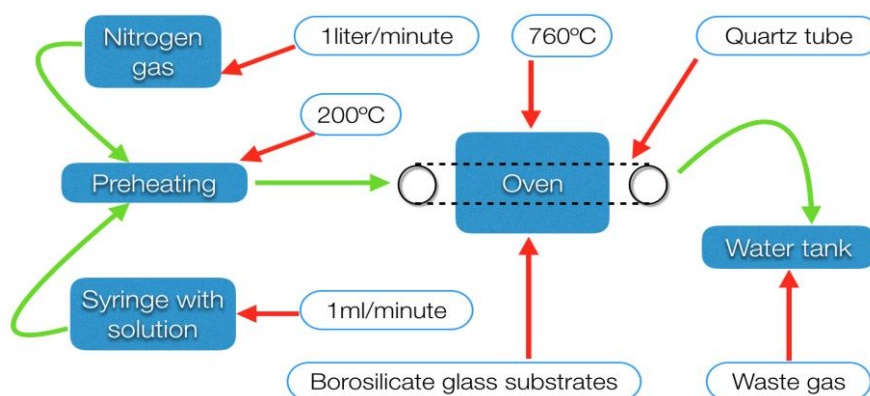 Nitrogen
gas
1liter/minute
760ºC
Quartz tube
200ºC
Preheating
Oven
Water tank
Syringe with
solution
1ml/minute
Borosilicate glass substrates
Waste gas